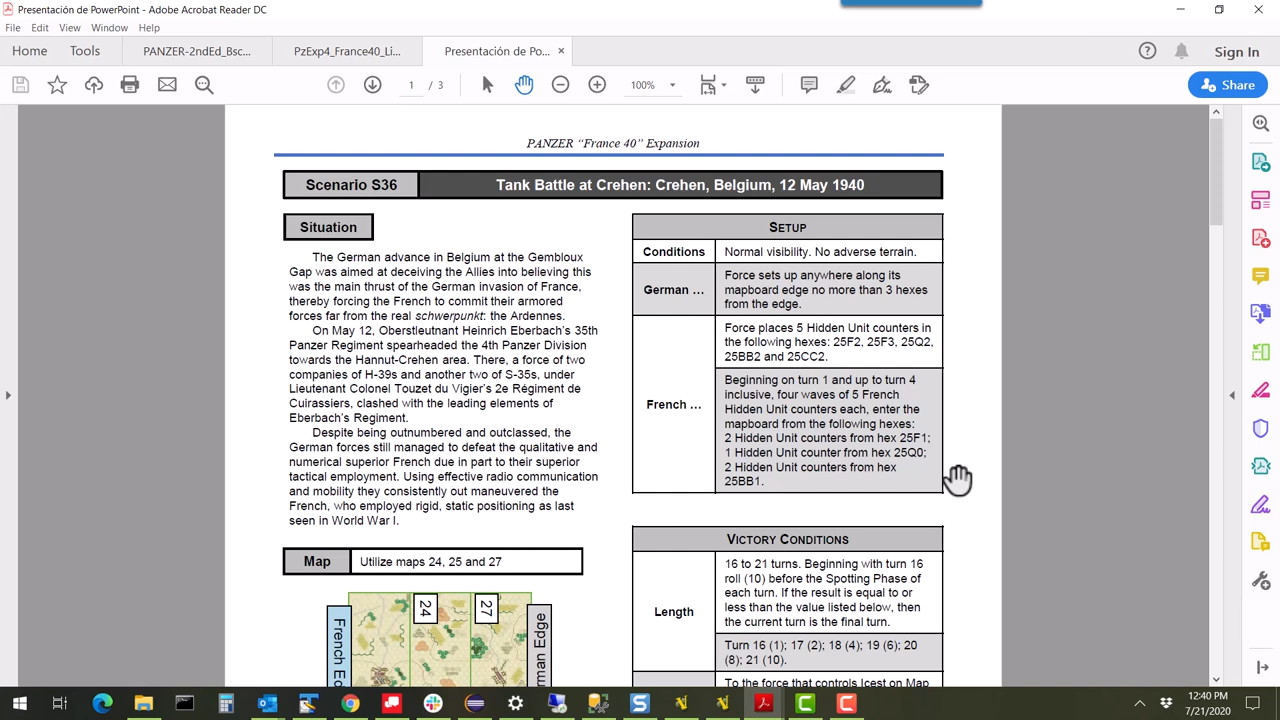 Presentación de PowerPoint - Adobe Acrobat Reader DC
File Edit View Window Help
Home Tools PANZER-2ndEd_Bsc... PzExp4_France40_Li... Presentación de Po... × Sign In
1 / 3 100% Share
PANZER “France 40” Expansion
Scenario S36 Tank Battle at Crehen: Crehen, Belgium, 12 May 1940
Situation
The German advance in Belgium at the Gembloux
Gap was aimed at deceiving the Allies into believing this
was the main thrust of the German invasion of France,
thereby forcing the French to commit their armored
forces far from the real schwerpunkt: the Ardennes.
On May 12, Oberstleutnant Heinrich Eberbach's 35th
Panzer Regiment spearheaded the 4th Panzer Division
towards the Hannut-Crehen area. There, a force of two
companies of H-39s and another two of S-35s, under
Lieutenant Colonel Touzet du Vigier's 2e Régiment de
Cuirassiers, clashed with the leading elements of
Eberbach's Regiment.
Despite being outnumbered and outclassed, the
German forces still managed to defeat the qualitative and
numerical superior French due in part to their superior
tactical employment. Using effective radio communication
and mobility they consistently out maneuvered the
French, who employed rigid, static positioning as last
seen in World War I.
Map Utilize maps 24, 25 and 27
24
27
French Ed
rman Edge
SETUP
Conditions Normal visibility. No adverse terrain.
German ... Force sets up anywhere along its
mapboard edge no more than 3 hexes
from the edge.
French ... Force places 5 Hidden Unit counters in
the following hexes: 25F2, 25F3, 25Q2,
25BB2 and 25CC2.
Beginning on turn 1 and up to turn 4
inclusive, four waves of 5 French
Hidden Unit counters each, enter the
mapboard from the following hexes:
2 Hidden Unit counters from hex 25F1;
1 Hidden Unit counter from hex 25Q0;
2 Hidden Unit counters from hex
25BB1.
VICTORY CONDITIONS
Length 16 to 21 turns. Beginning with turn 16
roll (10) before the Spotting Phase of
each turn. If the result is equal to or
less than the value listed below, then
the current turn is the final turn.
Turn 16 (1); 17 (2); 18 (4); 19 (6); 20
(8); 21 (10).
To the force that controls Icest on Map
12:40 PM
7/21/2020